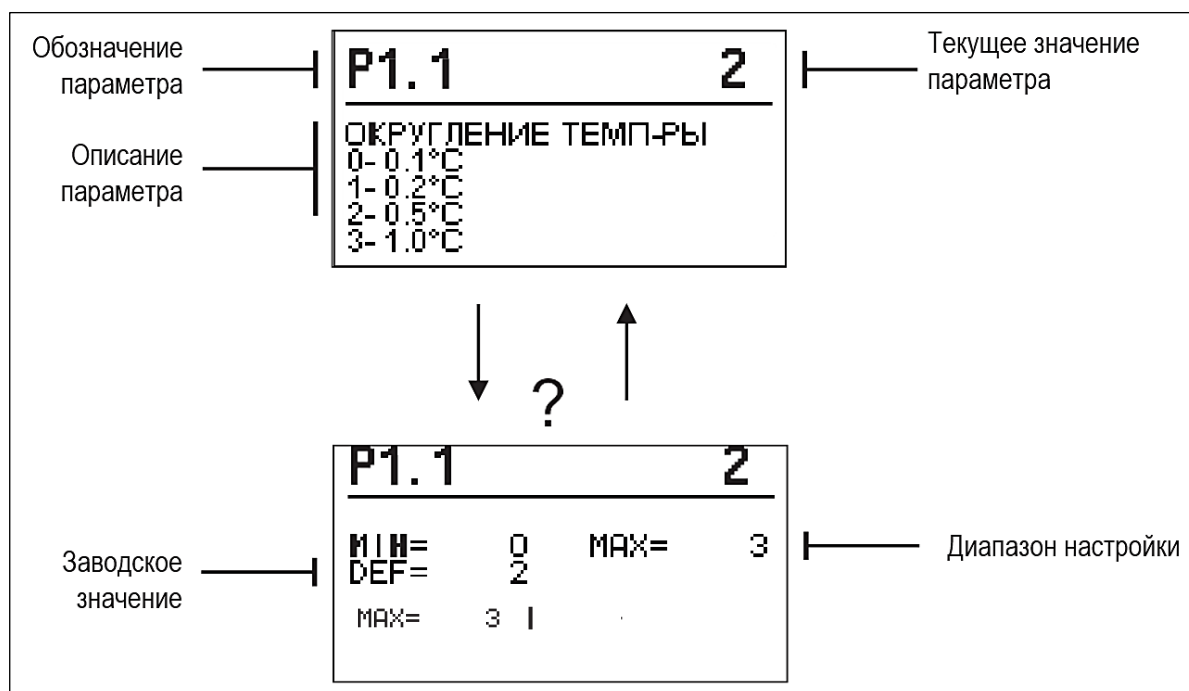 Обозначение
параметра
P1.1 2
Текущее значение
параметра
Описание
параметра
ОКРУГЛЕНИЕ ТЕМП-РЫ
0- 0.1°C
1- 0.2°C
2- 0.5°C
3- 1.0°C
?
P1.1 2
Заводское
значение
MIN= 0 MAX= 3
DEF= 2
MAX= 3
Диапазон настройки